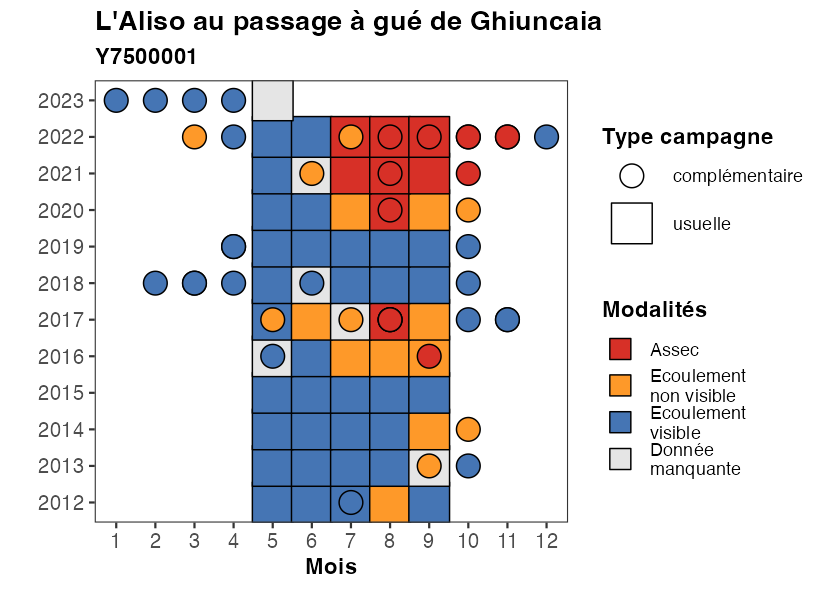 L'Aliso au passage à gué de Ghiuncaia
Y7500001
2023
2022
2021
2020
2019
2018
2017
2016
2015
2014
2013
2012
1 2 3 4 5 6 7 8 9 10 11 12
Mois
Type campagne
complémentaire
usuelle
Modalités
Assec
Ecoulement
non visible
Ecoulement
visible
Donnée
manquante